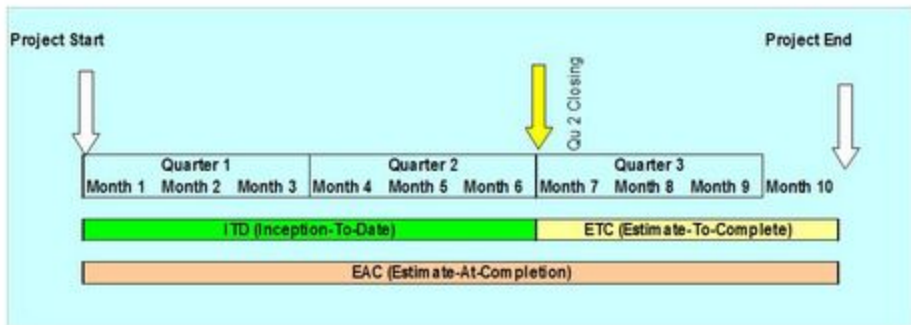 Project Start
Project End
Qu 2 Closing
Quarter 1 Quarter 2 Quarter 3
Month 1 Month 2 Month 3 Month 4 Month 5 Month 6 Month 7 Month 8 Month 9 Month 10
ITD (Inception-To-Date) ETC (Estimate-To-Complete)
EAC (Estimate-At-Completion)